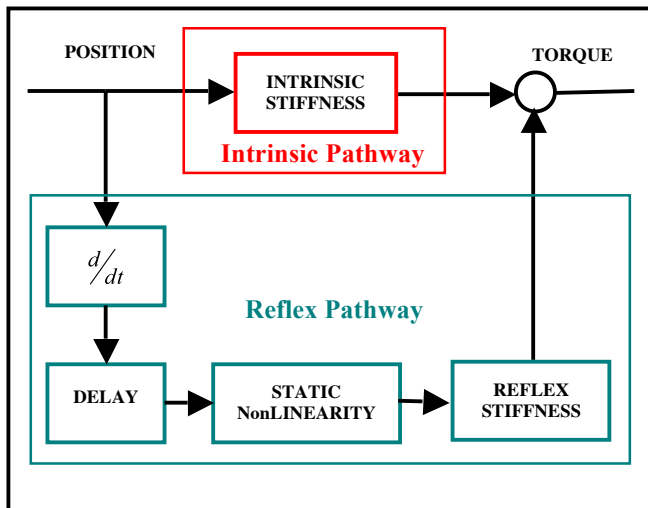 POSITION
TORQUE
INTRINSIC
STIFFNESS
Intrinsic Pathway
d/dt
Reflex Pathway
DELAY
STATIC
NonLINEARITY
REFLEX
STIFFNESS